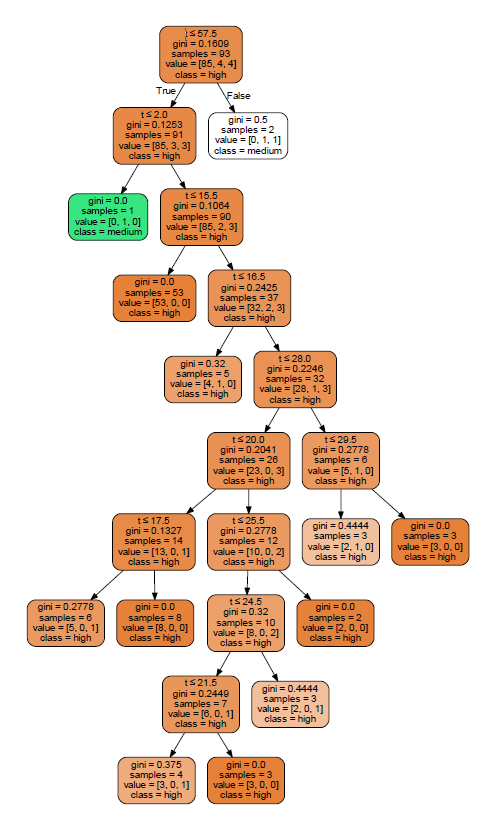 t ≤ 57.5
gini = 0.1609
samples = 93
value = [85, 4, 4]
class = high
True
False
t ≤ 2.0
gini = 0.1253
samples = 91
value = [85, 3, 3]
class = high
gini = 0.5
samples = 2
value = [0, 1, 1]
class = medium
gini = 0.0
samples = 1
value = [0, 1, 0]
class = medium
t ≤ 15.5
gini = 0.1064
samples = 90
value = [85, 2, 3]
class = high
gini = 0.0
samples = 53
value = [53, 0, 0]
class = high
t ≤ 16.5
gini = 0.2425
samples = 37
value = [32, 2, 3]
class = high
gini = 0.32
samples = 5
value = [4, 1, 0]
class = high
t ≤ 28.0
gini = 0.2246
samples = 32
value = [28, 1, 3]
class = high
t ≤ 20.0
gini = 0.2041
samples = 26
value = [23, 0, 3]
class = high
t ≤ 29.5
gini = 0.2778
samples = 6
value = [5, 1, 0]
class = high
t ≤ 17.5
gini = 0.1327
samples = 14
value = [13, 0, 1]
class = high
t ≤ 25.5
gini = 0.2778
samples = 12
value = [10, 0, 2]
class = high
gini = 0.4444
samples = 3
value = [2, 1, 0]
class = high
gini = 0.0
samples = 3
value = [3, 0, 0]
class = high
gini = 0.2778
samples = 6
value = [5, 0, 1]
class = high
gini = 0.0
samples = 8
value = [8, 0, 0]
class = high
t ≤ 24.5
gini = 0.32
samples = 10
value = [8, 0, 2]
class = high
gini = 0.0
samples = 2
value = [2, 0, 0]
class = high
t ≤ 21.5
gini = 0.2449
samples = 7
value = [6, 0, 1]
class = high
gini = 0.4444
samples = 3
value = [2, 0, 1]
class = high
gini = 0.375
samples = 4
value = [3, 0, 1]
class = high
gini = 0.0
samples = 3
value = [3, 0, 0]
class = high